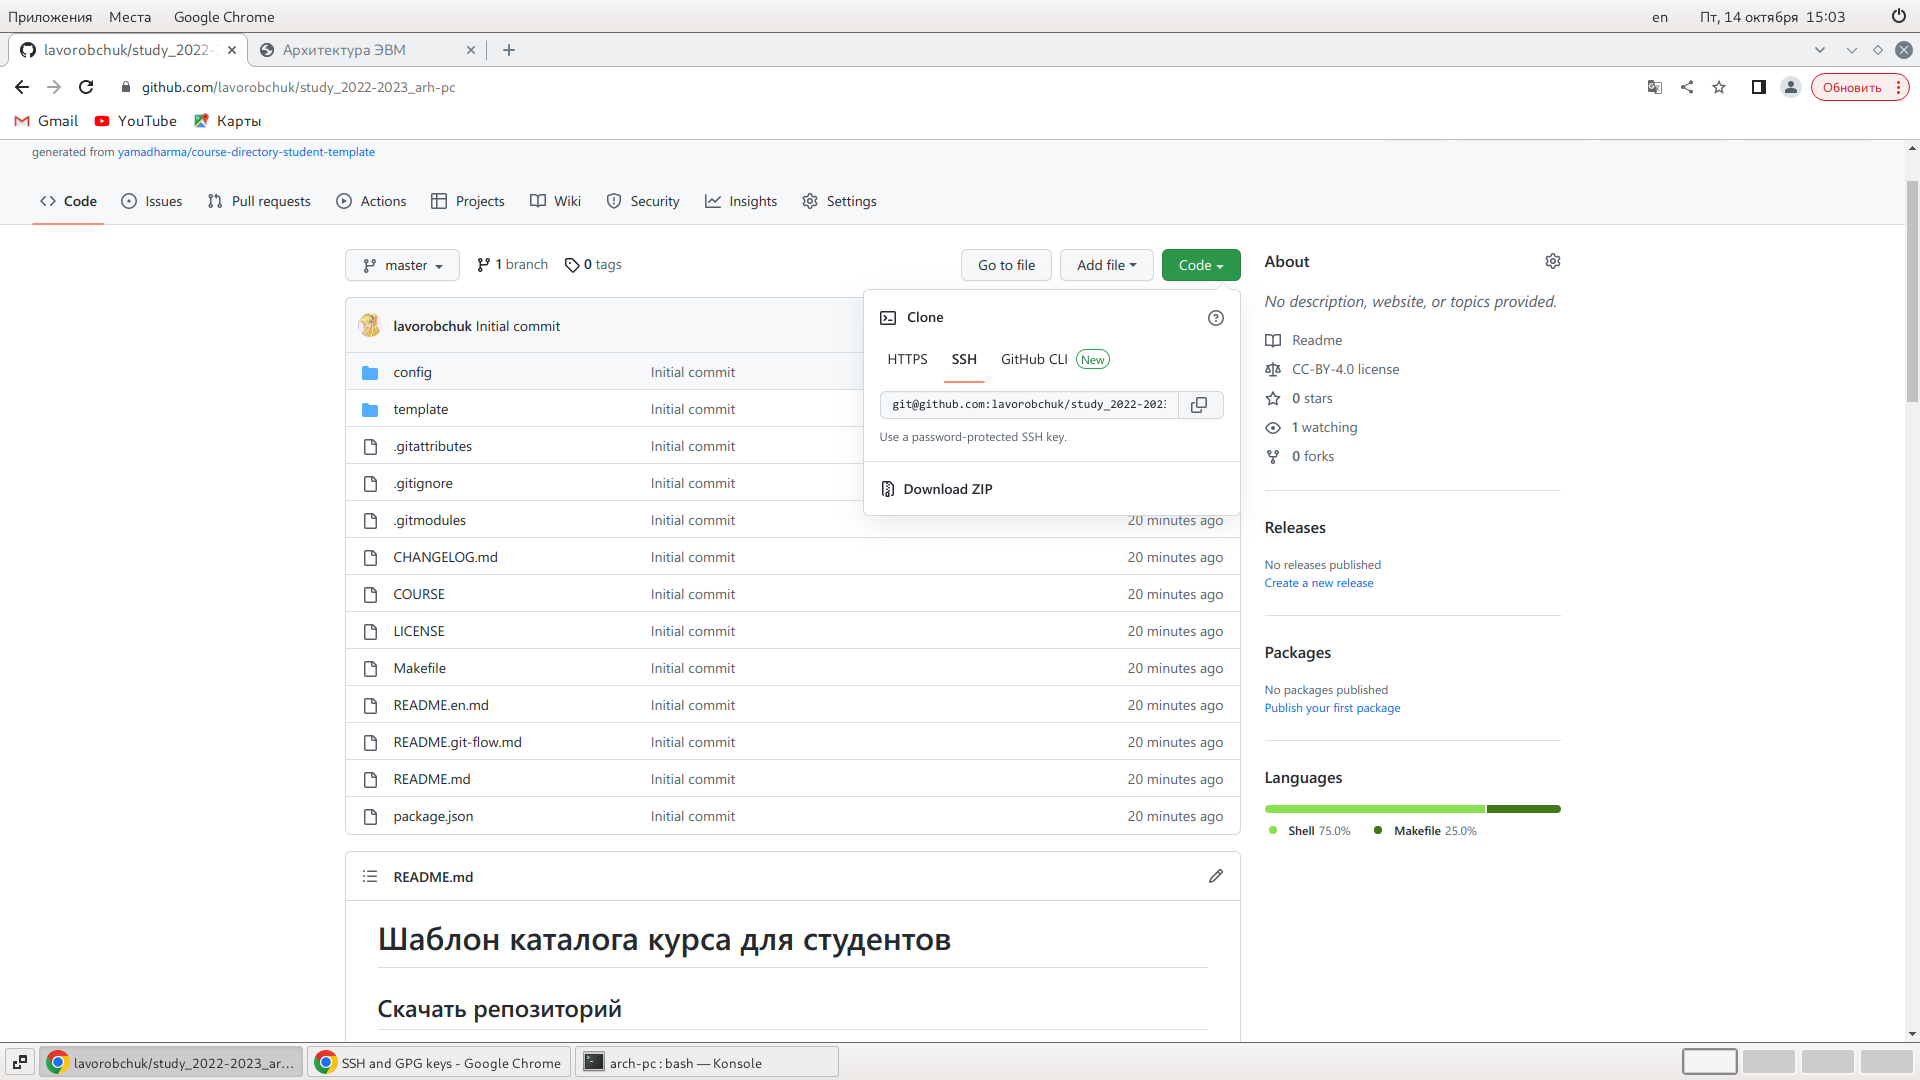 Приложения Места Google Chrome en Пт, 14 октября 15:03
lavorobchuk/study_2022- Архитектура ЭВМ
github.com/lavorobchuk/study_2022-2023_arh-pc Обновить
Gmail YouTube Карты
generated from yamadharma/course-directory-student-template
Code Issues Pull requests Actions Projects Wiki Security Insights Settings
master 1 branch 0 tags Go to file Add file Code
lavorobchuk Initial commit
config Initial commit
template Initial commit
.gitattributes Initial commit
.gitignore Initial commit
.gitmodules Initial commit 20 minutes ago
CHANGELOG.md Initial commit 20 minutes ago
COURSE Initial commit 20 minutes ago
LICENSE Initial commit 20 minutes ago
Makefile Initial commit 20 minutes ago
README.en.md Initial commit 20 minutes ago
README.git-flow.md Initial commit 20 minutes ago
README.md Initial commit 20 minutes ago
package.json Initial commit 20 minutes ago
Clone
HTTPS SSH GitHub CLI New
git@github.com:lavorobchuk/study_2022-2023
Use a password-protected SSH key.
Download ZIP
README.md
Шаблон каталога курса для студентов
Скачать репозиторий
About
No description, website, or topics provided.
Readme
CC-BY-4.0 license
0 stars
1 watching
0 forks
Releases
No releases published
Create a new release
Packages
No packages published
Publish your first package
Languages
Shell 75.0% Makefile 25.0%
lavorobchuk/study_2022-2023_ar... SSH and GPG keys - Google Chrome arch-pc : bash — Konsole